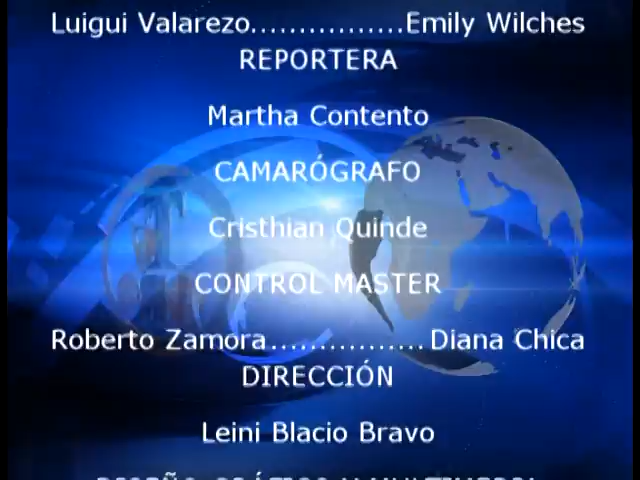 Luigui Valarezo................Emily Wilches
REPORTERA
Martha Contento
CAMARÓGRAFO
Cristhian Quinde
CONTROL MASTER
Roberto Zamora................Diana Chica
DIRECCIÓN
Leini Blacio Bravo